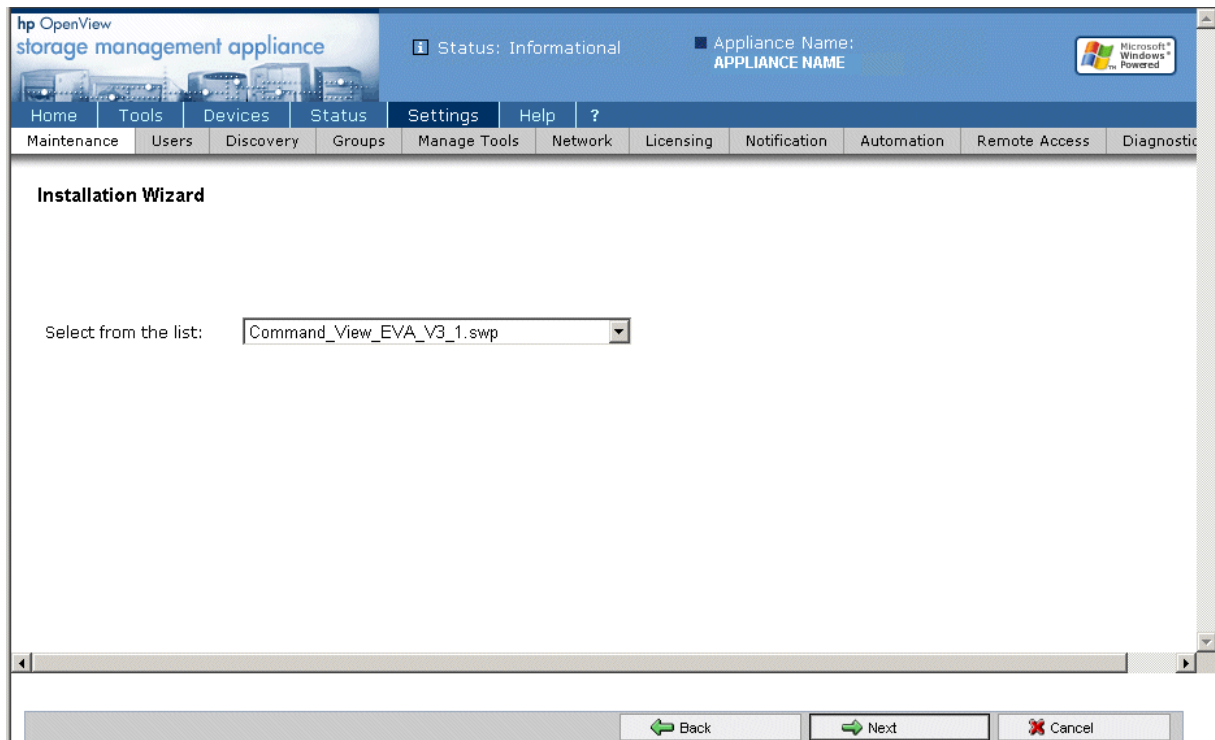 hp OpenView
storage management appliance
i Status: Informational
Appliance Name:
APPLIANCE NAME
Microsoft®
Windows®
Powered
TM
Home Tools Devices Status Settings Help ?
Maintenance Users Discovery Groups Manage Tools Network Licensing Notification Automation Remote Access Diagnostic
Installation Wizard
Select from the list: Command_View_EVA_V3_1.swp
Back Next Cancel